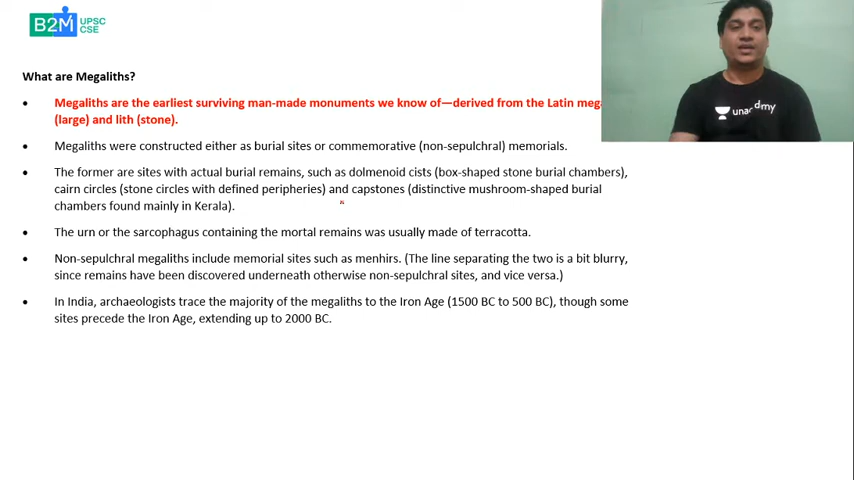 B2M UPSC
CSE
What are Megaliths?
• Megaliths are the earliest surviving man-made monuments we know of—derived from the Latin
(large) and lith (stone).
• Megaliths were constructed either as burial sites or commemorative (non-sepulchral) memorials.
• The former are sites with actual burial remains, such as dolmenoid cists (box-shaped stone burial chambers),
cairn circles (stone circles with defined peripheries) and capstones (distinctive mushroom-shaped burial
chambers found mainly in Kerala).
• The urn or the sarcophagus containing the mortal remains was usually made of terracotta.
• Non-sepulchral megaliths include memorial sites such as menhirs. (The line separating the two is a bit blurry,
since remains have been discovered underneath otherwise non-sepulchral sites, and vice versa.)
• In India, archaeologists trace the majority of the megaliths to the Iron Age (1500 BC to 500 BC), though some
sites precede the Iron Age, extending up to 2000 BC.
unacdmy